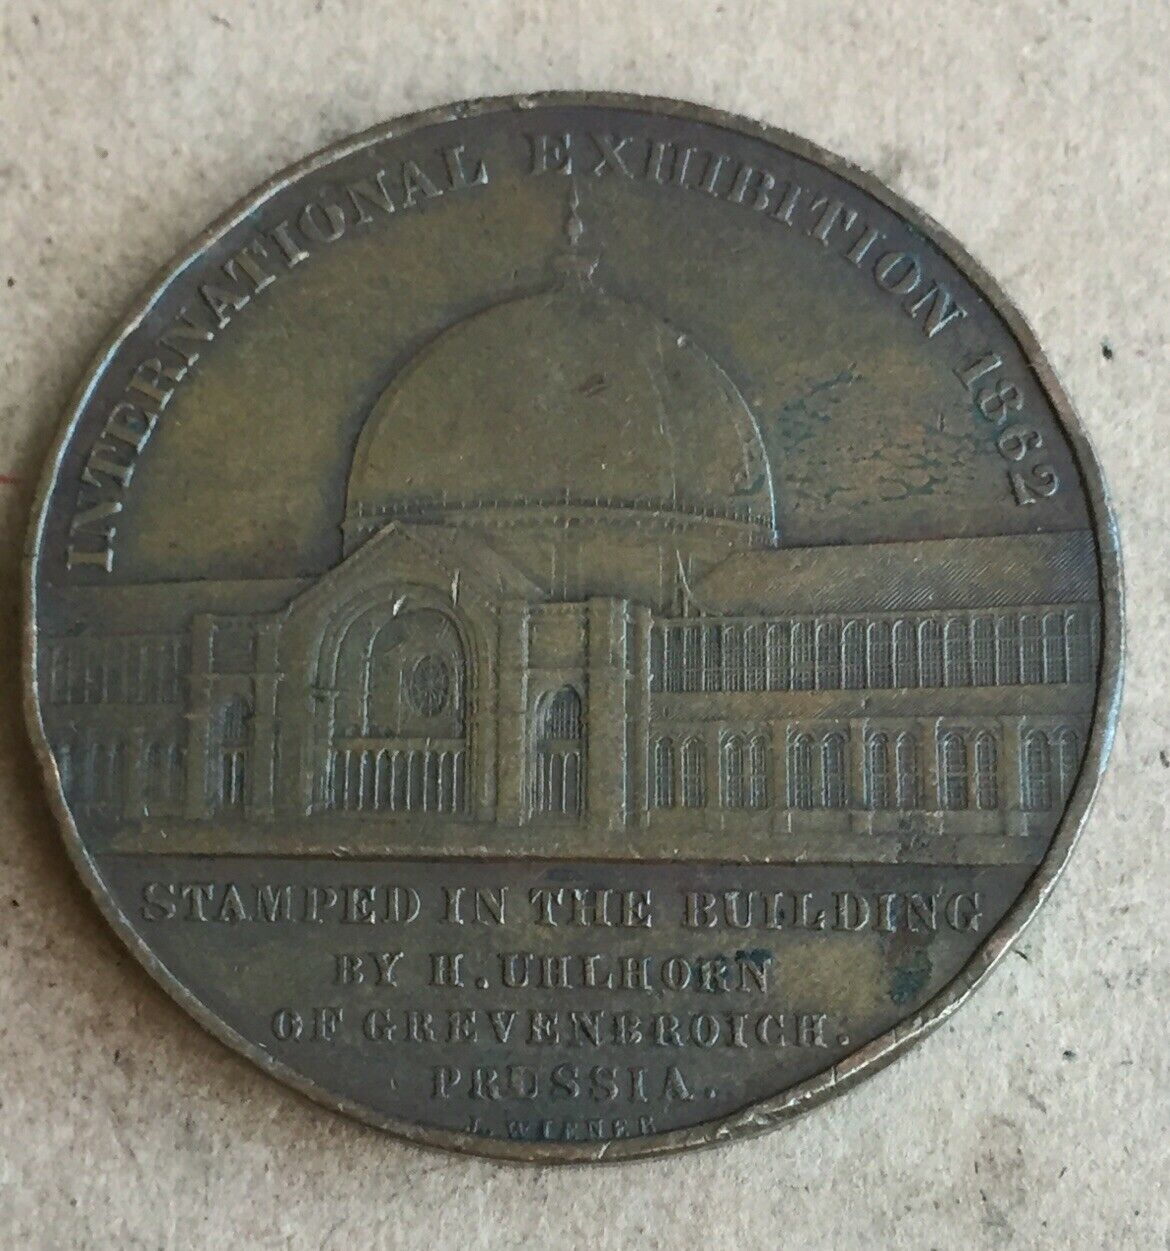 INTERNATIONAL EXHIBITION 1862
STAMPED IN THE BUILDING
BY H. UHLHORN
OF GREVENBROICH.
PRUSSIA.
L. WIENER